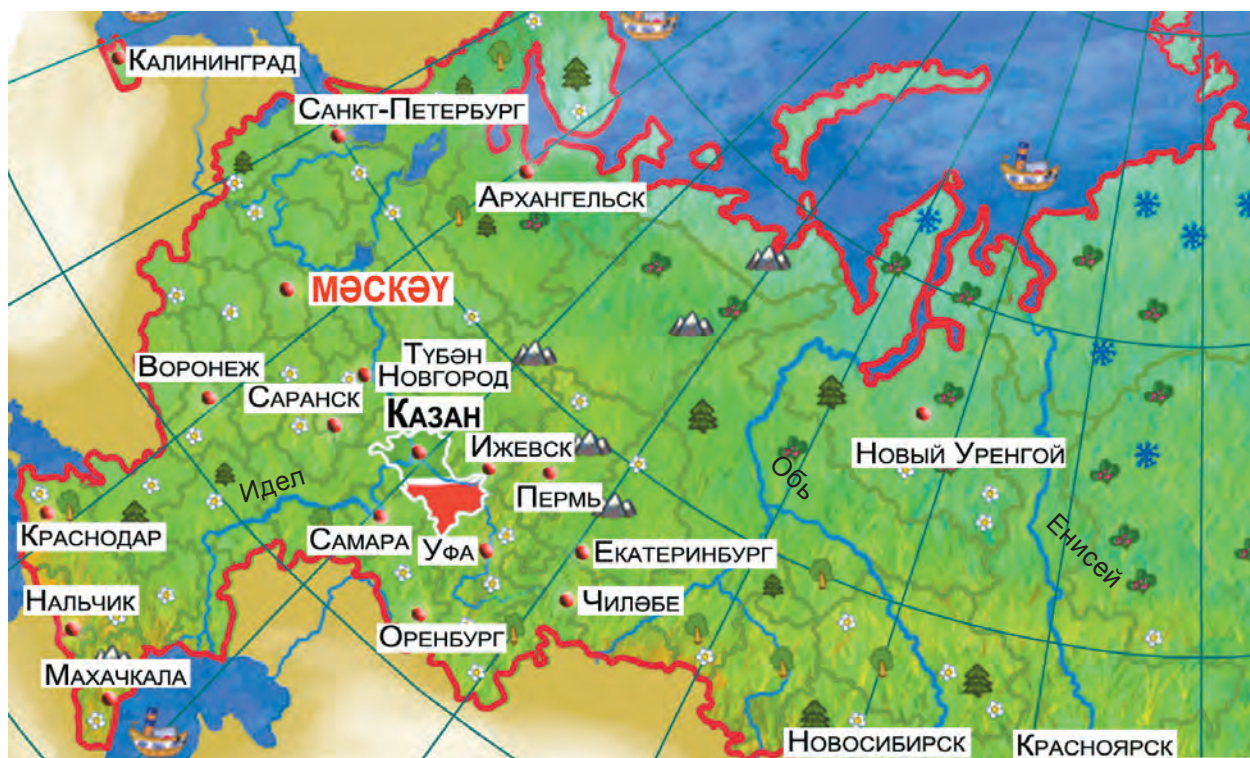 Калининград
Санкт-Петербург
Архангельск
МӘСКӘҮ
Воронеж
Түбән
Новгород
Саранск
Казан
Ижевск
Новый Уренгой
Идел
Обь
Пермь
Краснодар
Самара
Уфа
Екатеринбург
Енисей
Нальчик
Чиләбе
Оренбург
Махачкала
Новосибирск
Красноярск